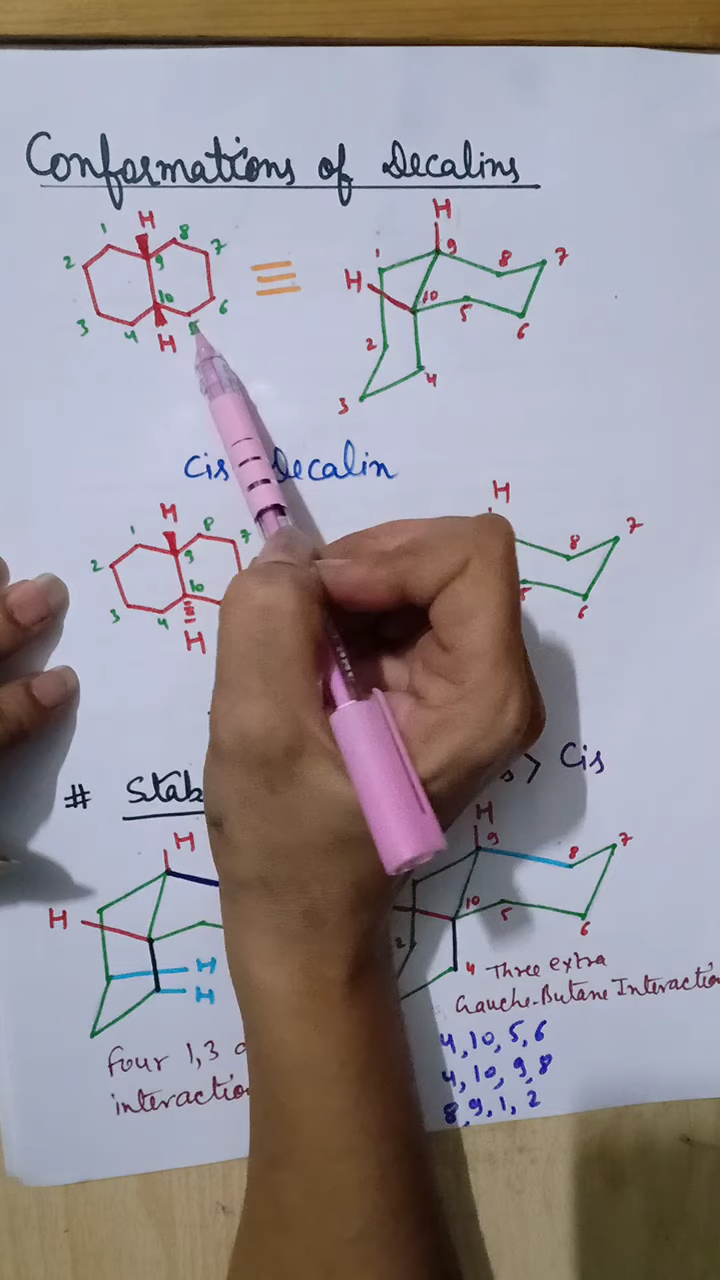 Conformations of Decalins
H H
1 8 7 9 8 7
2 9 1
H
10 6 10 5
3 4 H 5 2 6
4
3
cis Decalin
H H
1 8 7 8 7
2 9
10
3 4 6
H
# Stab > Cis
H H 9 8 7
H 10 5
2 6
H 4 Three extra
H Gauche-Butane Interaction
Four 1,3 4,10,5,6
interaction 4,10,9,8
8,9,1,2